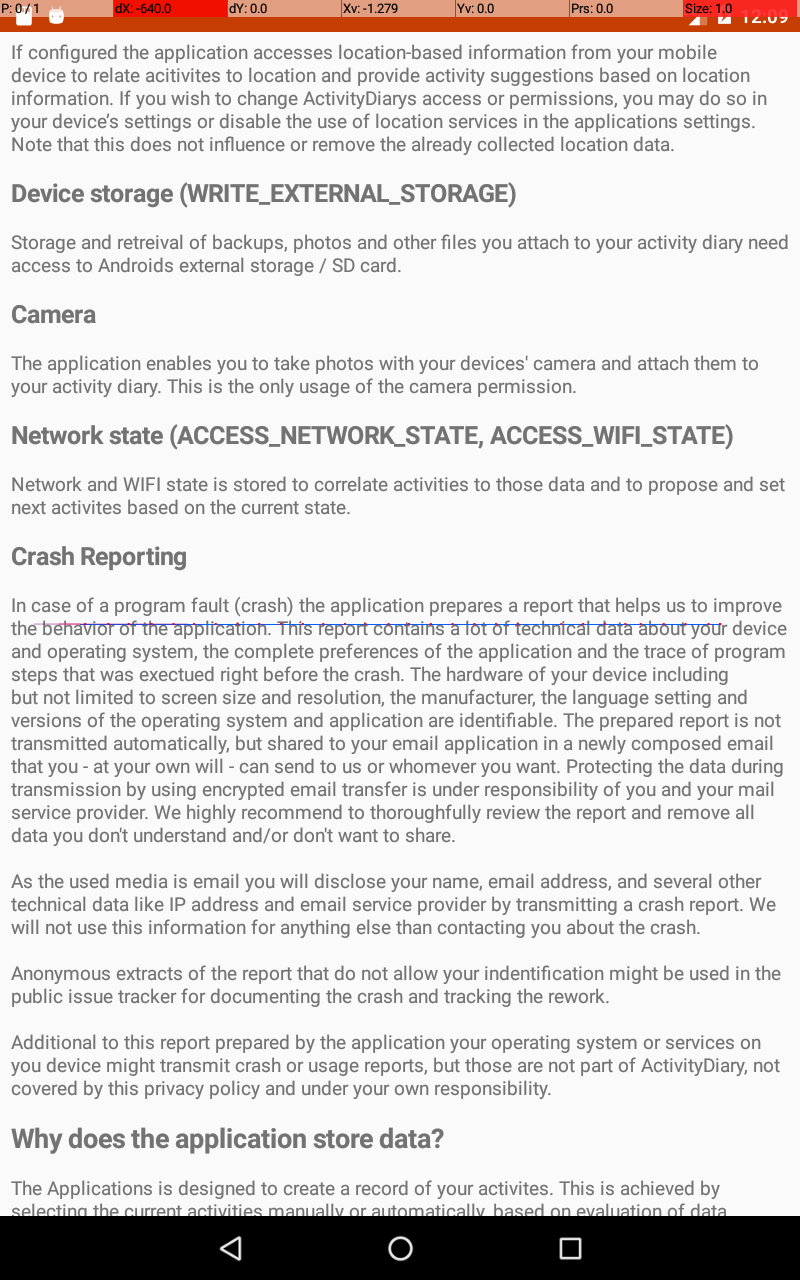 P: 0 / 1 dX: -640.0 dY: 0.0 Xv: -1.279 Yv: 0.0 Prs: 0.0 Size: 1.0
12:09
If configured the application accesses location-based information from your mobile
device to relate acitivites to location and provide activity suggestions based on location
information. If you wish to change ActivityDiarys access or permissions, you may do so in
your device’s settings or disable the use of location services in the applications settings.
Note that this does not influence or remove the already collected location data.
Device storage (WRITE_EXTERNAL_STORAGE)
Storage and retreival of backups, photos and other files you attach to your activity diary need
access to Androids external storage / SD card.
Camera
The application enables you to take photos with your devices' camera and attach them to
your activity diary. This is the only usage of the camera permission.
Network state (ACCESS_NETWORK_STATE, ACCESS_WIFI_STATE)
Network and WIFI state is stored to correlate activities to those data and to propose and set
next activites based on the current state.
Crash Reporting
In case of a program fault (crash) the application prepares a report that helps us to improve
the behavior of the application. This report contains a lot of technical data about your device
and operating system, the complete preferences of the application and the trace of program
steps that was exectued right before the crash. The hardware of your device including
but not limited to screen size and resolution, the manufacturer, the language setting and
versions of the operating system and application are identifiable. The prepared report is not
transmitted automatically, but shared to your email application in a newly composed email
that you - at your own will - can send to us or whomever you want. Protecting the data during
transmission by using encrypted email transfer is under responsibility of you and your mail
service provider. We highly recommend to thoroughfully review the report and remove all
data you don't understand and/or don't want to share.
As the used media is email you will disclose your name, email address, and several other
technical data like IP address and email service provider by transmitting a crash report. We
will not use this information for anything else than contacting you about the crash.
Anonymous extracts of the report that do not allow your indentification might be used in the
public issue tracker for documenting the crash and tracking the rework.
Additional to this report prepared by the application your operating system or services on
you device might transmit crash or usage reports, but those are not part of ActivityDiary, not
covered by this privacy policy and under your own responsibility.
Why does the application store data?
The Applications is designed to create a record of your activites. This is achieved by
selecting the current activities manually or automatically, based on evaluation of data